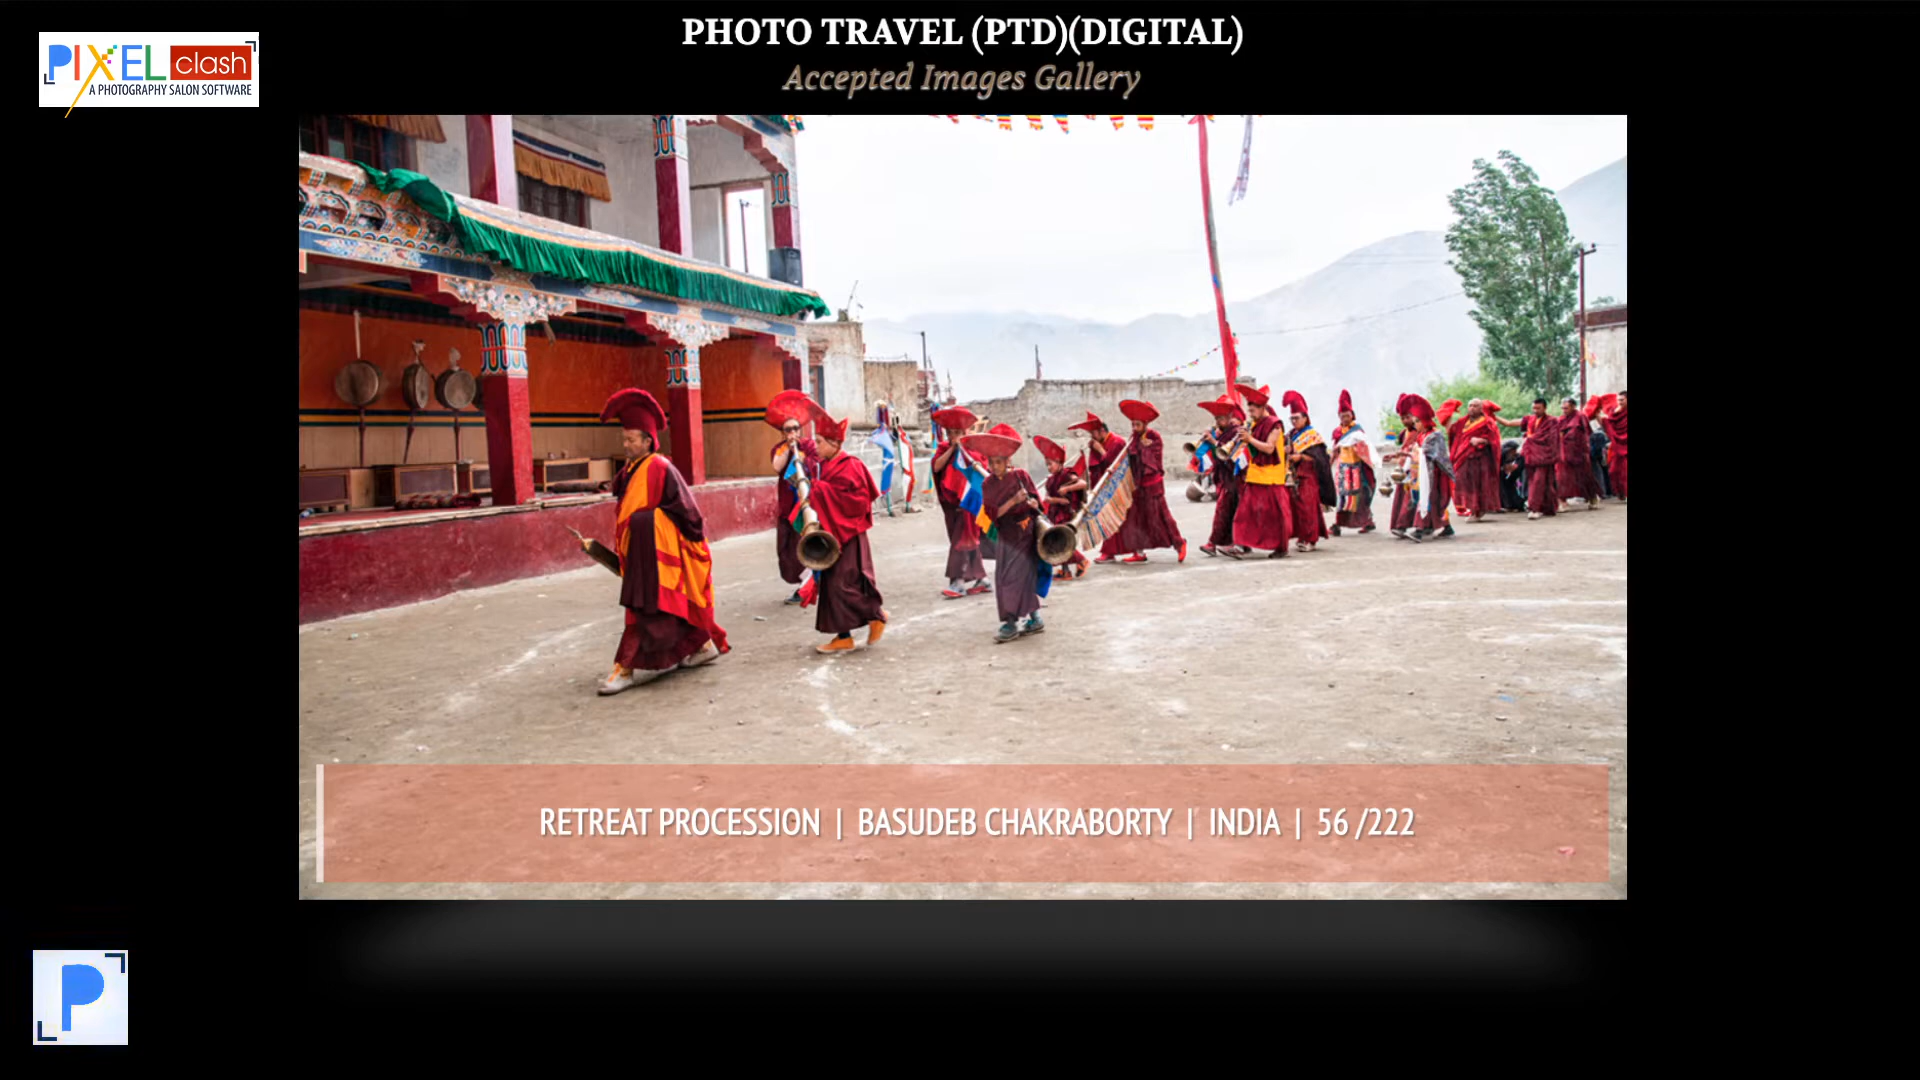 PHOTO TRAVEL (PTD)(DIGITAL)
Accepted Images Gallery
PIXEL clash
A PHOTOGRAPHY SALON SOFTWARE
RETREAT PROCESSION | BASUDEB CHAKRABORTY | INDIA | 56 /222
P